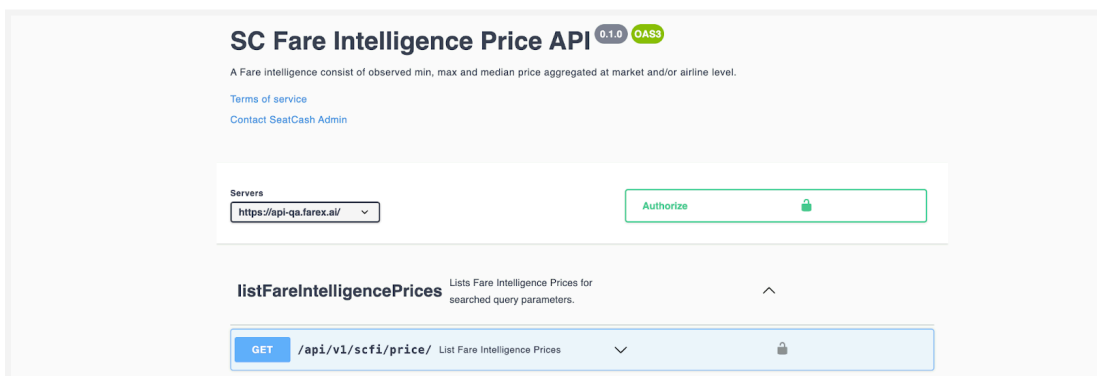 SC Fare Intelligence Price API 0.1.0 OAS3
A Fare intelligence consist of observed min, max and median price aggregated at market and/or airline level.
Terms of service
Contact SeatCash Admin
Servers
https://api-qa.farex.ai/
Authorize
listFareIntelligencePrices
Lists Fare Intelligence Prices for
searched query parameters.
GET /api/v1/scfi/price/ List Fare Intelligence Prices